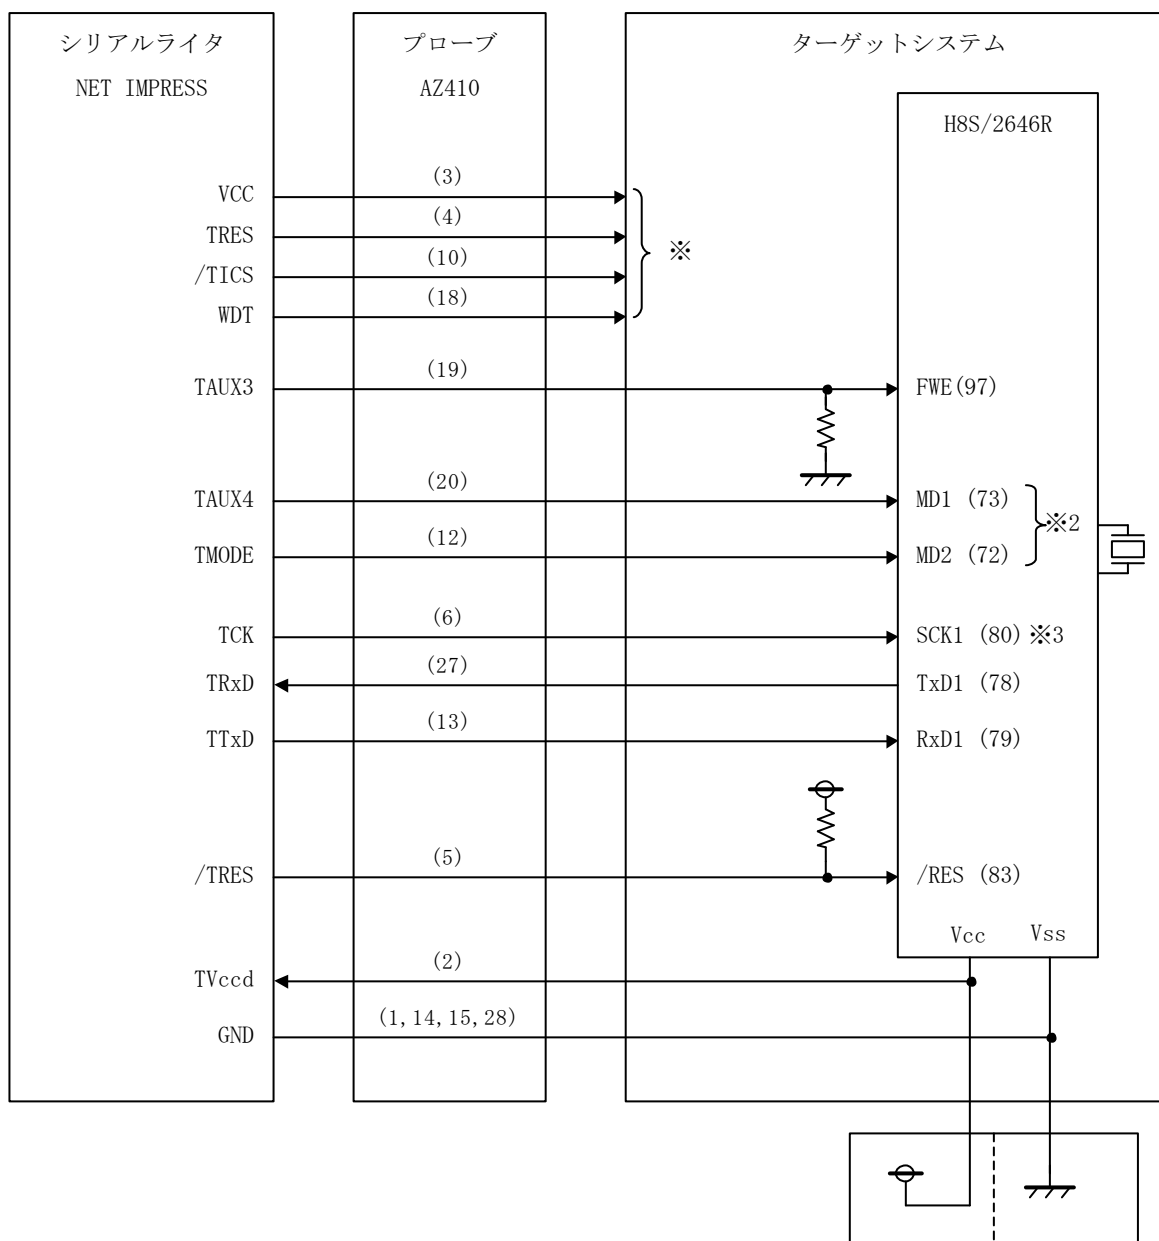 シリアルライタ
NET IMPRESS
プローブ
AZ410
ターゲットシステム
H8S/2646R
VCC
(3)
TRES
(4)
/TICS
(10)
WDT
(18)
※
TAUX3
(19)
FWE(97)
TAUX4
(20)
MD1 (73)
※2
TMODE
(12)
MD2 (72)
TCK
(6)
SCK1 (80)※3
TRxD
(27)
TxD1 (78)
TTxD
(13)
RxD1 (79)
/TRES
(5)
/RES (83)
Vcc
Vss
TVccd
(2)
GND
(1,14,15,28)